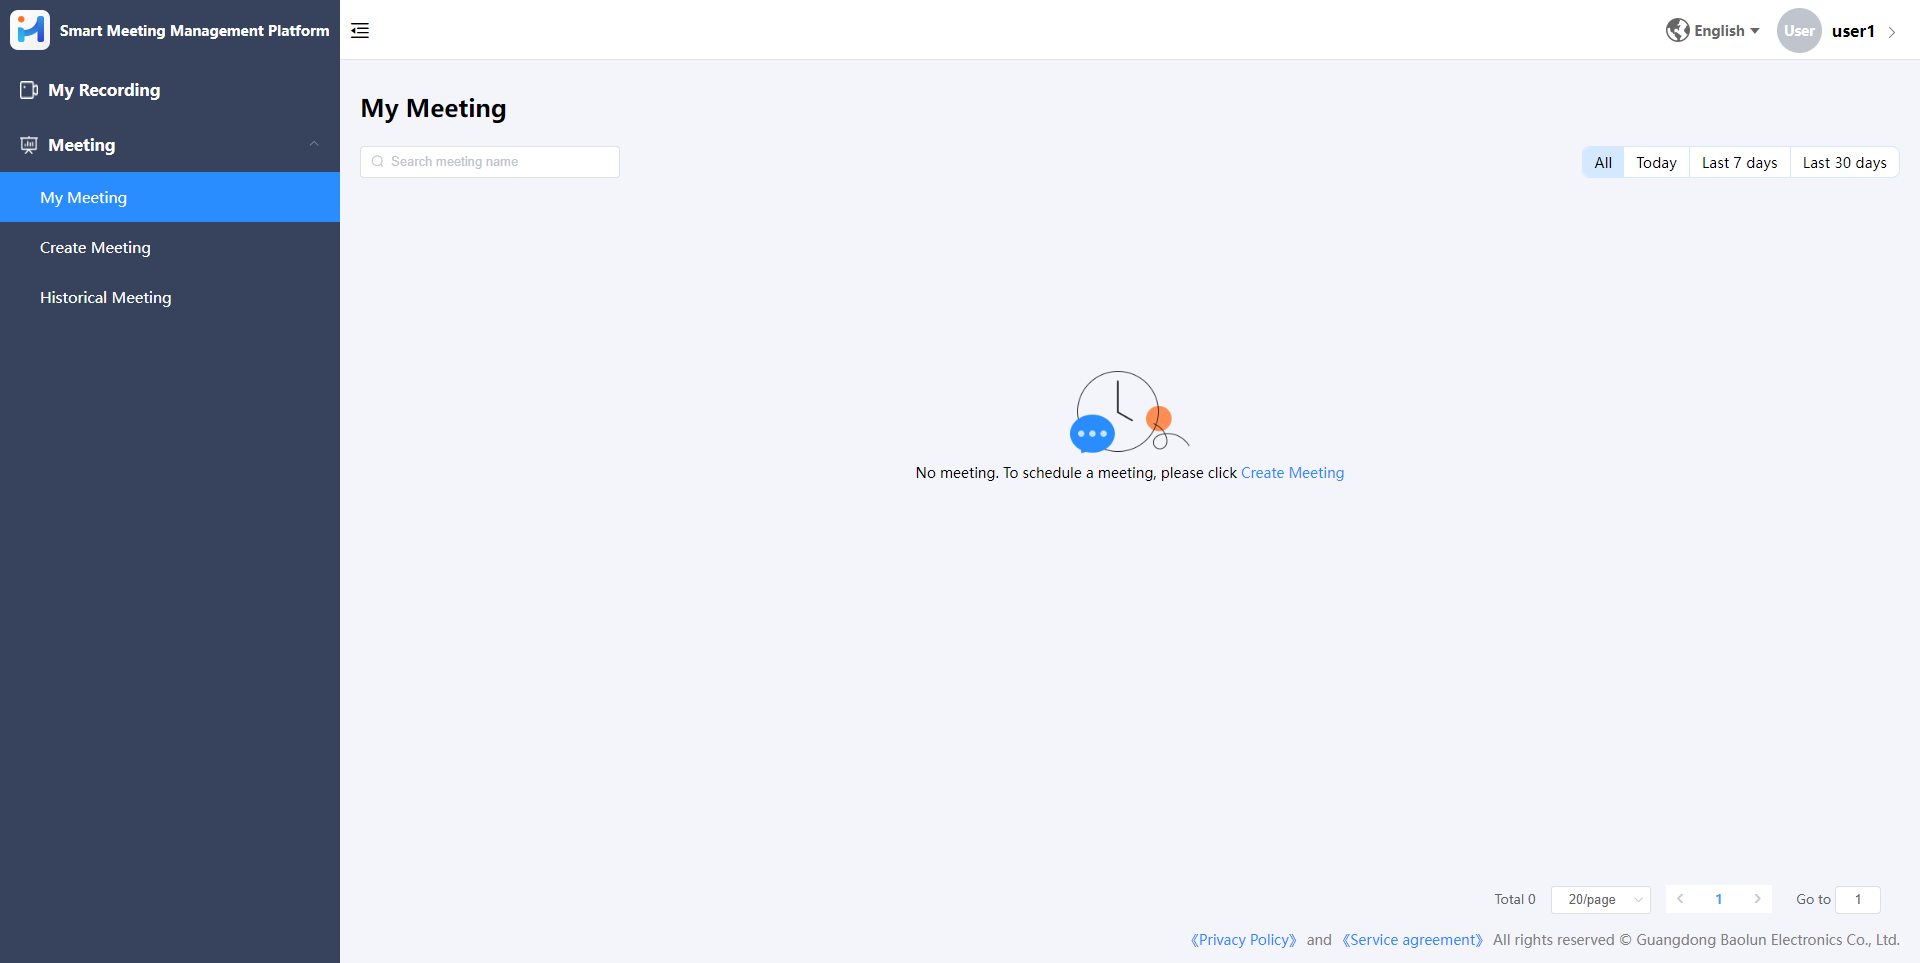 Smart Meeting Management Platform
English
User
user1
My Recording
Meeting
My Meeting
Create Meeting
Historical Meeting
My Meeting
Search meeting name
All
Today
Last 7 days
Last 30 days
No meeting. To schedule a meeting, please click Create Meeting
Total 0
20/page
1
Go to
1
《Privacy Policy》 and 《Service agreement》 All rights reserved © Guangdong Baolun Electronics Co., Ltd.